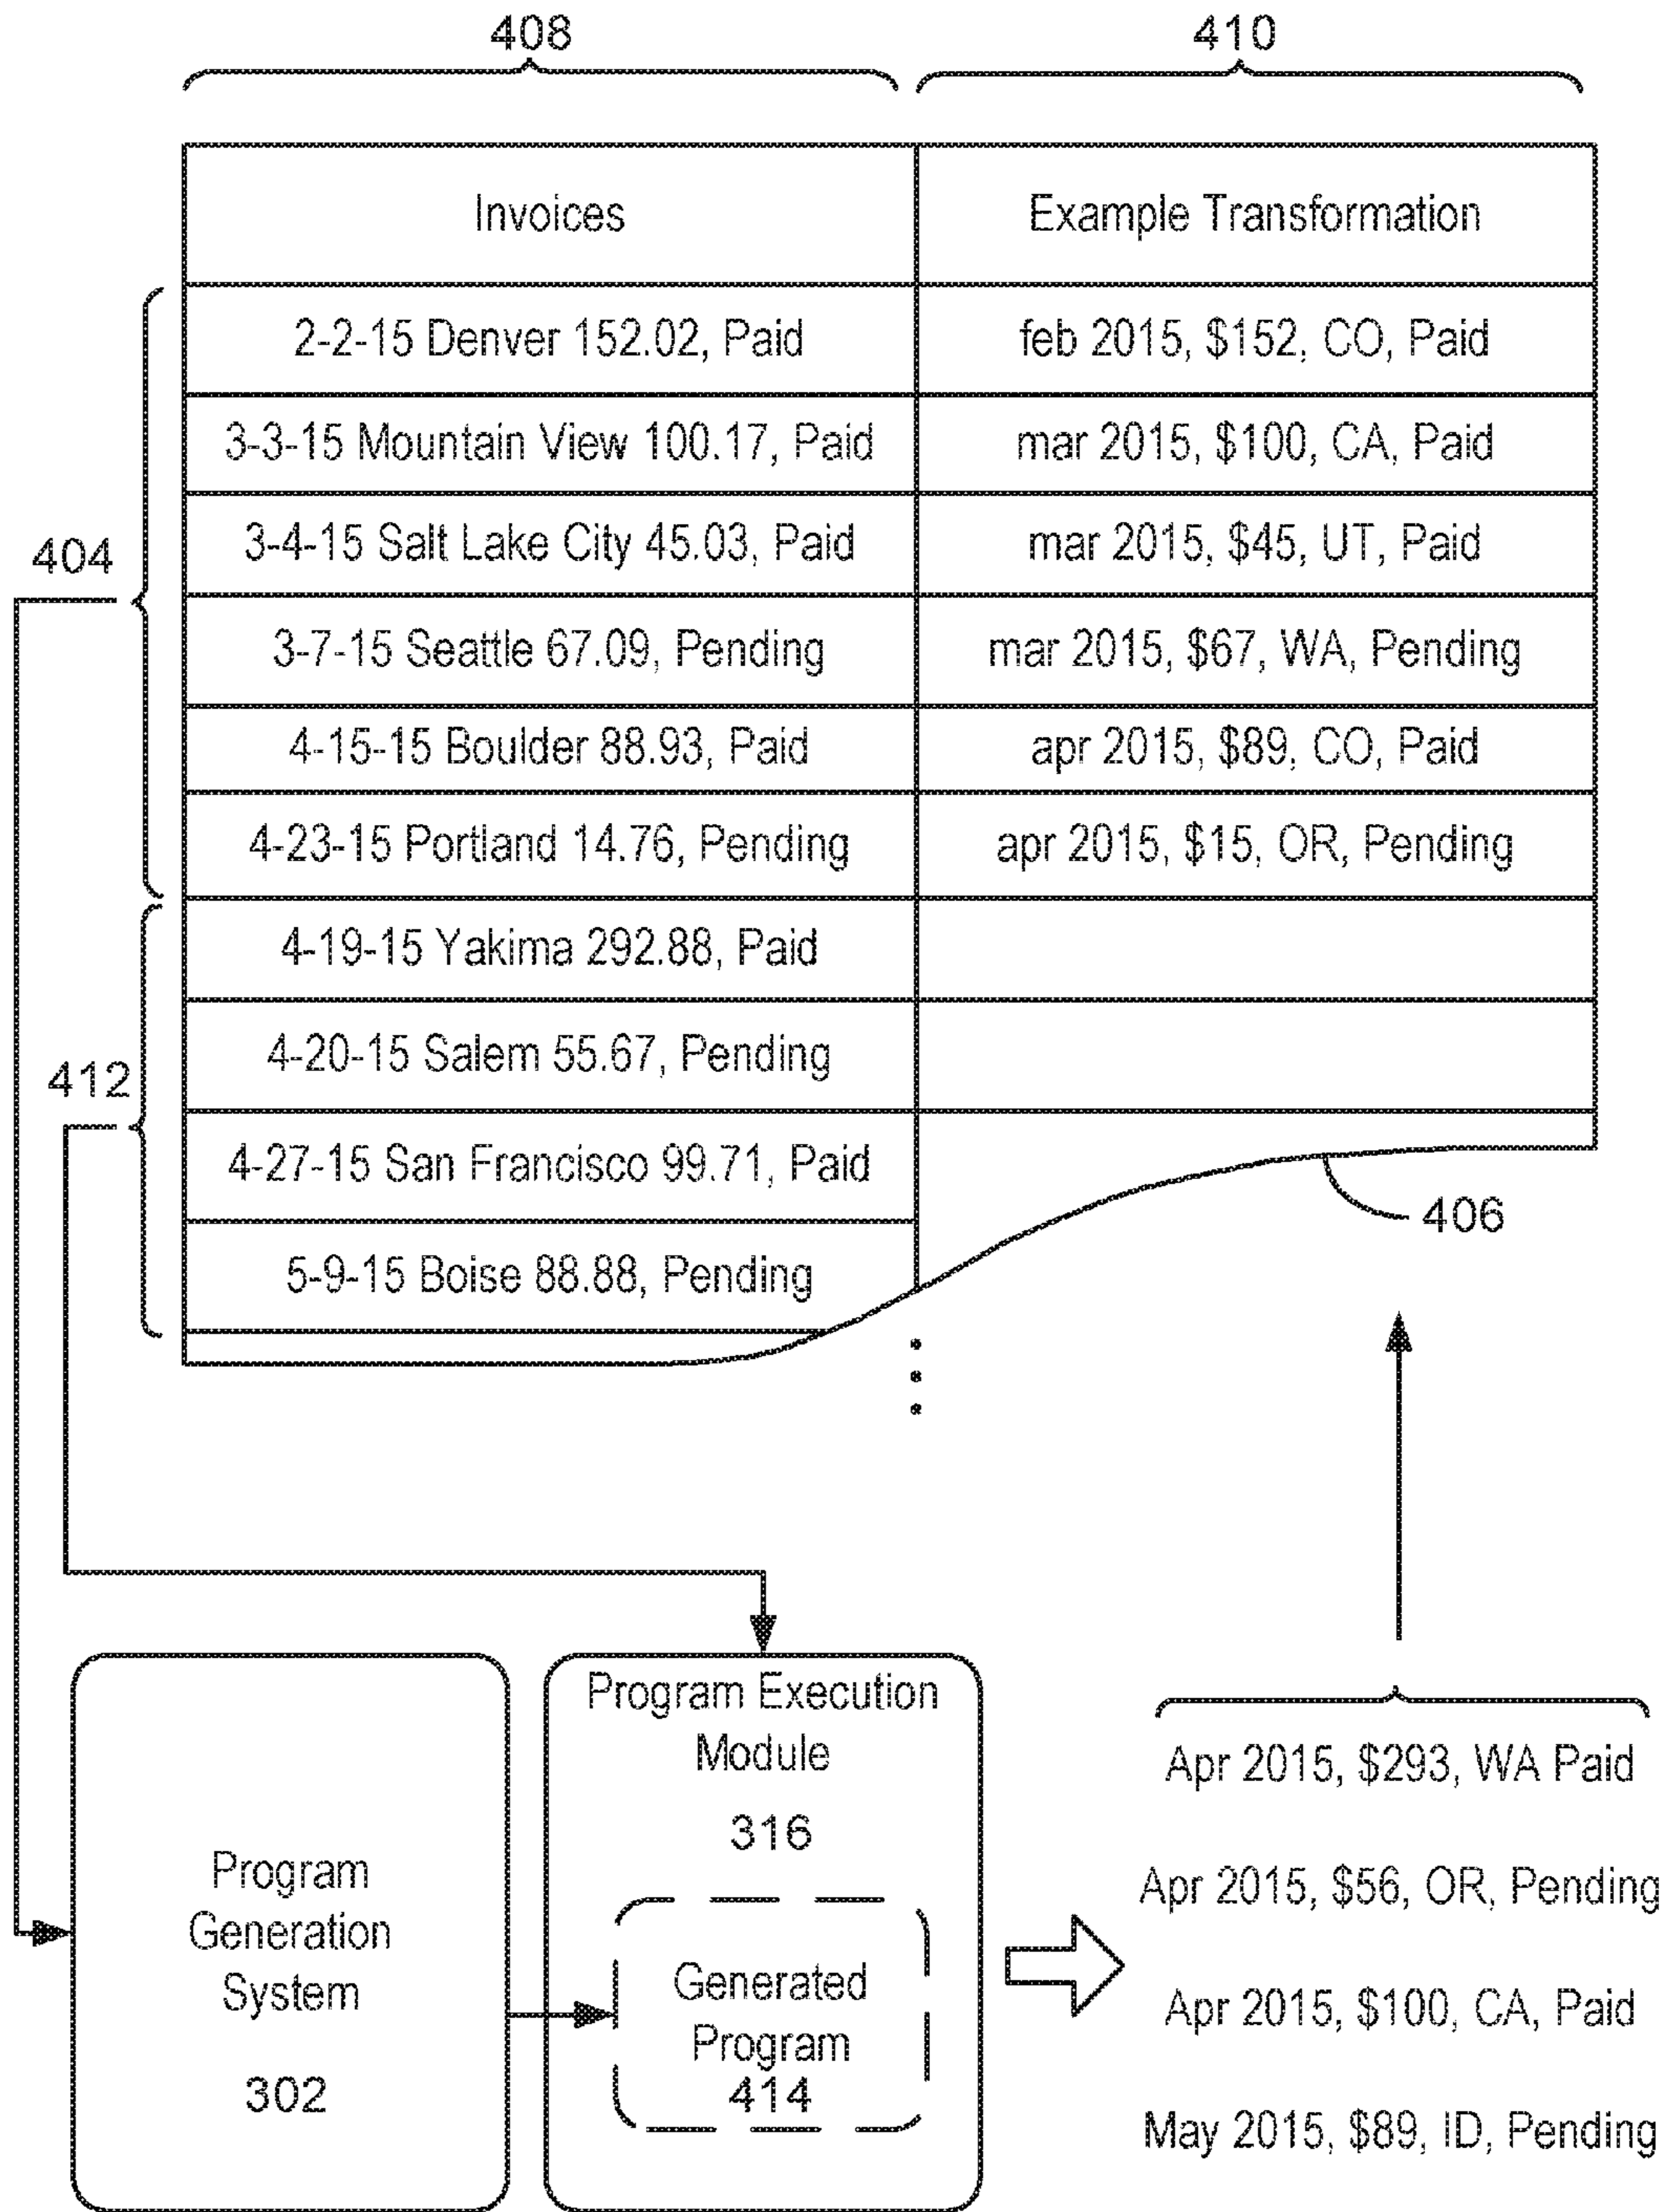 408 410
Invoices Example Transformation
2-2-15 Denver 152.02, Paid feb 2015, $152, CO, Paid
3-3-15 Mountain View 100.17, Paid mar 2015, $100, CA, Paid
3-4-15 Salt Lake City 45.03, Paid mar 2015, $45, UT, Paid
404
3-7-15 Seattle 67.09, Pending mar 2015, $67, WA, Pending
4-15-15 Boulder 88.93, Paid apr 2015, $89, CO, Paid
4-23-15 Portland 14.76, Pending apr 2015, $15, OR, Pending
4-19-15 Yakima 292.88, Paid
4-20-15 Salem 55.67, Pending
412
4-27-15 San Francisco 99.71, Paid
406
5-9-15 Boise 88.88, Pending
Program
Generation
System
302
Program Execution
Module
316
Generated
Program
414
Apr 2015, $293, WA Paid
Apr 2015, $56, OR, Pending
Apr 2015, $100, CA, Paid
May 2015, $89, ID, Pending